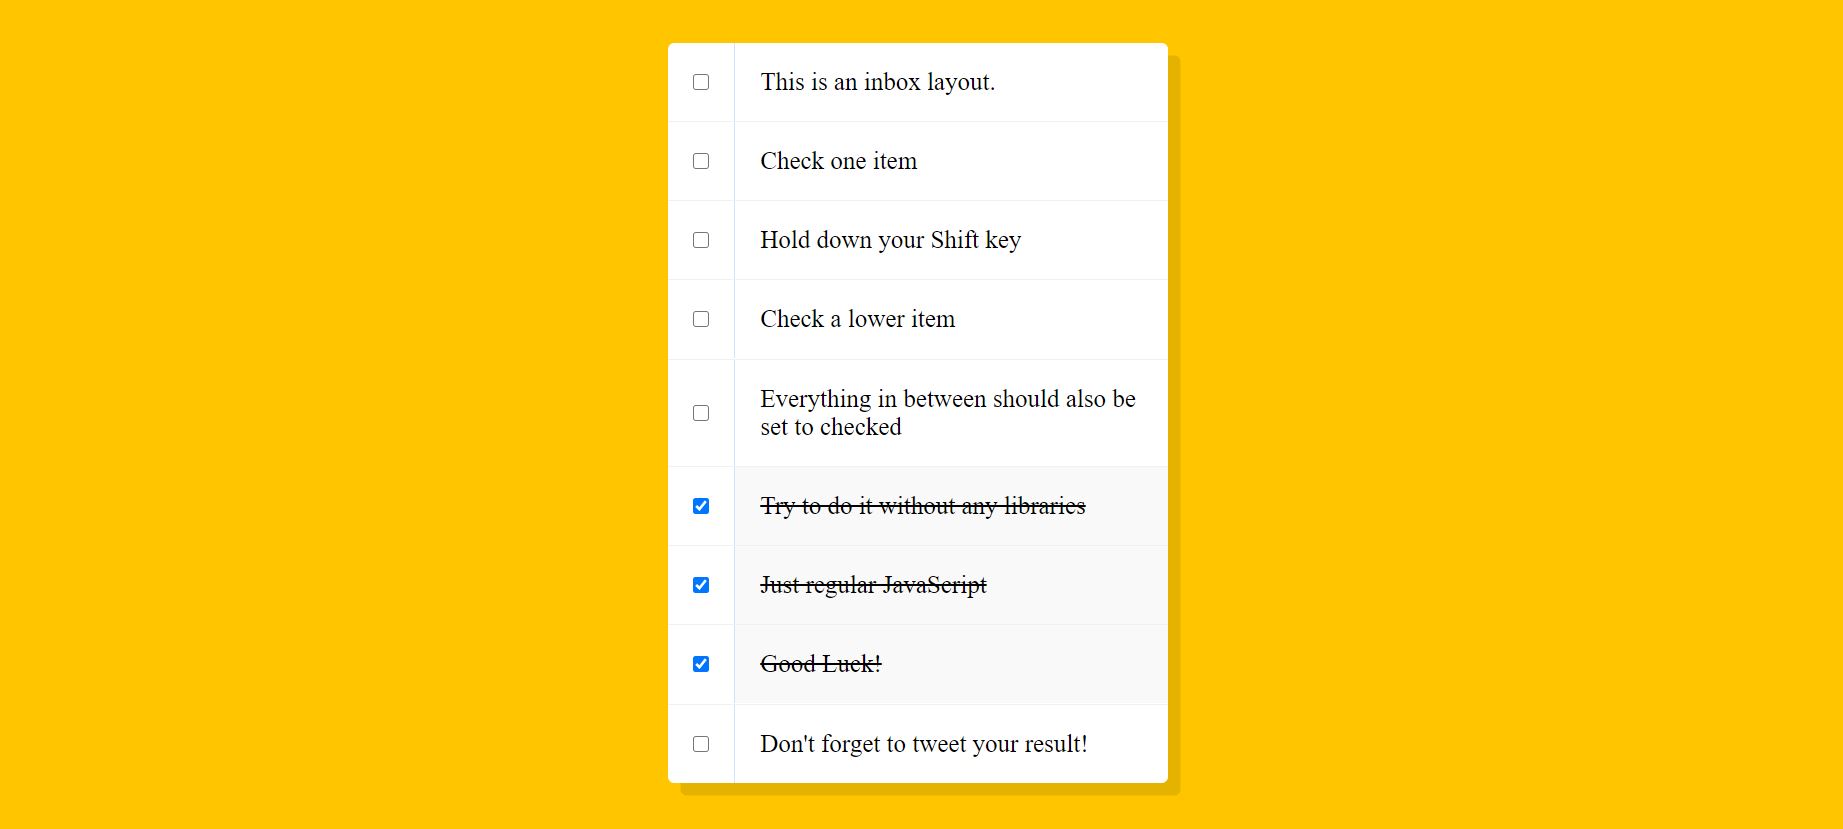 This is an inbox layout.
Check one item
Hold down your Shift key
Check a lower item
Everything in between should also be
set to checked
Try to do it without any libraries
Just regular JavaScript
Good Luck!
Don't forget to tweet your result!